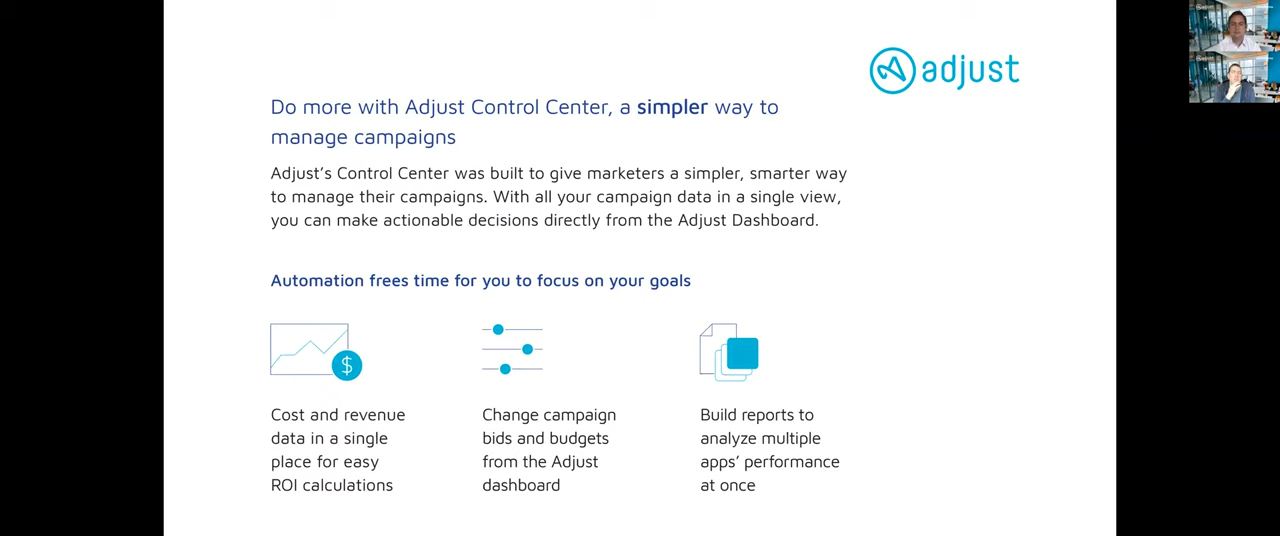 adjust
Do more with Adjust Control Center, a simpler way to
manage campaigns
Adjust's Control Center was built to give marketers a simpler, smarter way
to manage their campaigns. With all your campaign data in a single view,
you can make actionable decisions directly from the Adjust Dashboard.
Automation frees time for you to focus on your goals
$
Cost and revenue
data in a single
place for easy
ROI calculations
Change campaign
bids and budgets
from the Adjust
dashboard
Build reports to
analyze multiple
apps' performance
at once